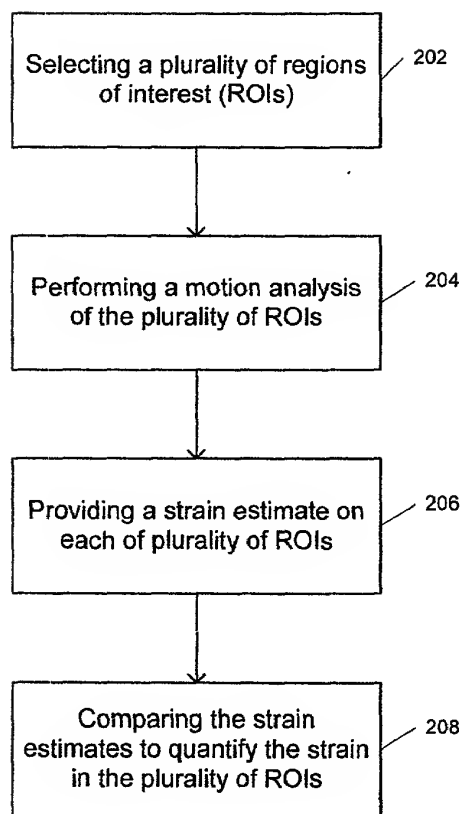 Selecting a plurality of regions
of interest (ROIs)
202
Performing a motion analysis
of the plurality of ROIs
204
Providing a strain estimate on
each of plurality of ROIs
206
Comparing the strain
estimates to quantify the strain
in the plurality of ROIs
208